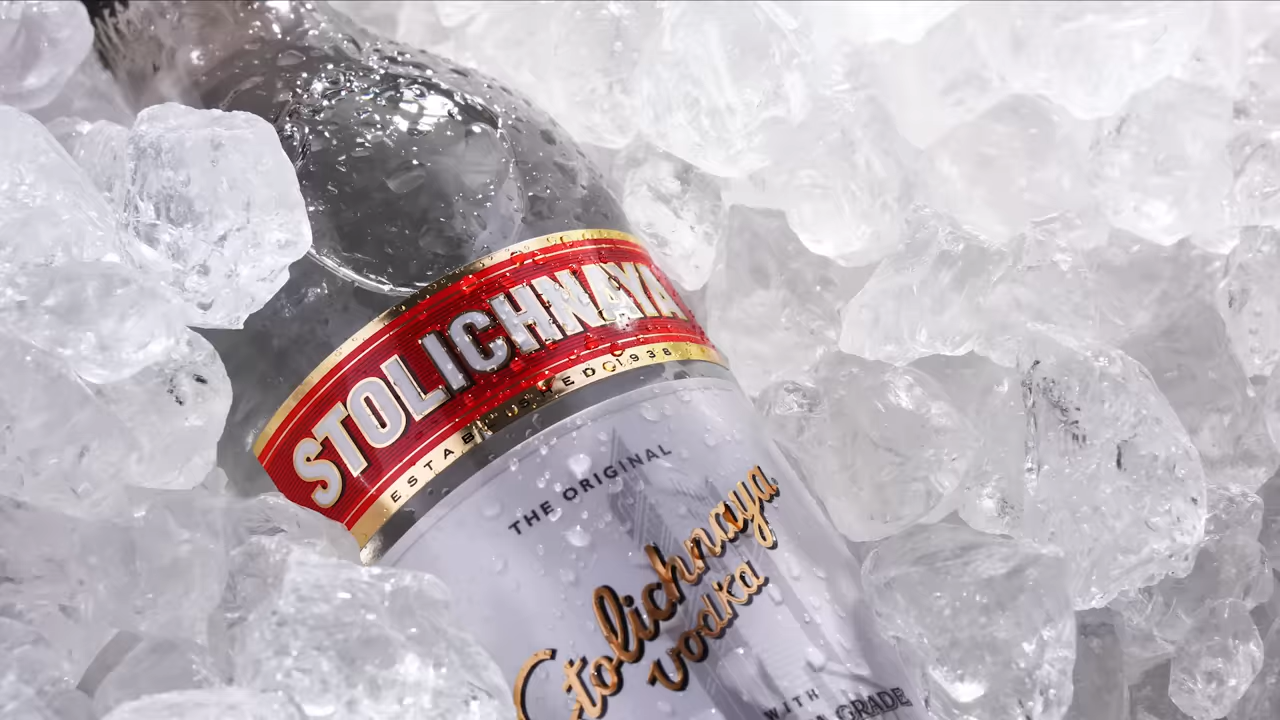 STOLICHNAYA
ESTABLISHED 1938
THE ORIGINAL
Stolichnaya
vodka
WITH
GRADE